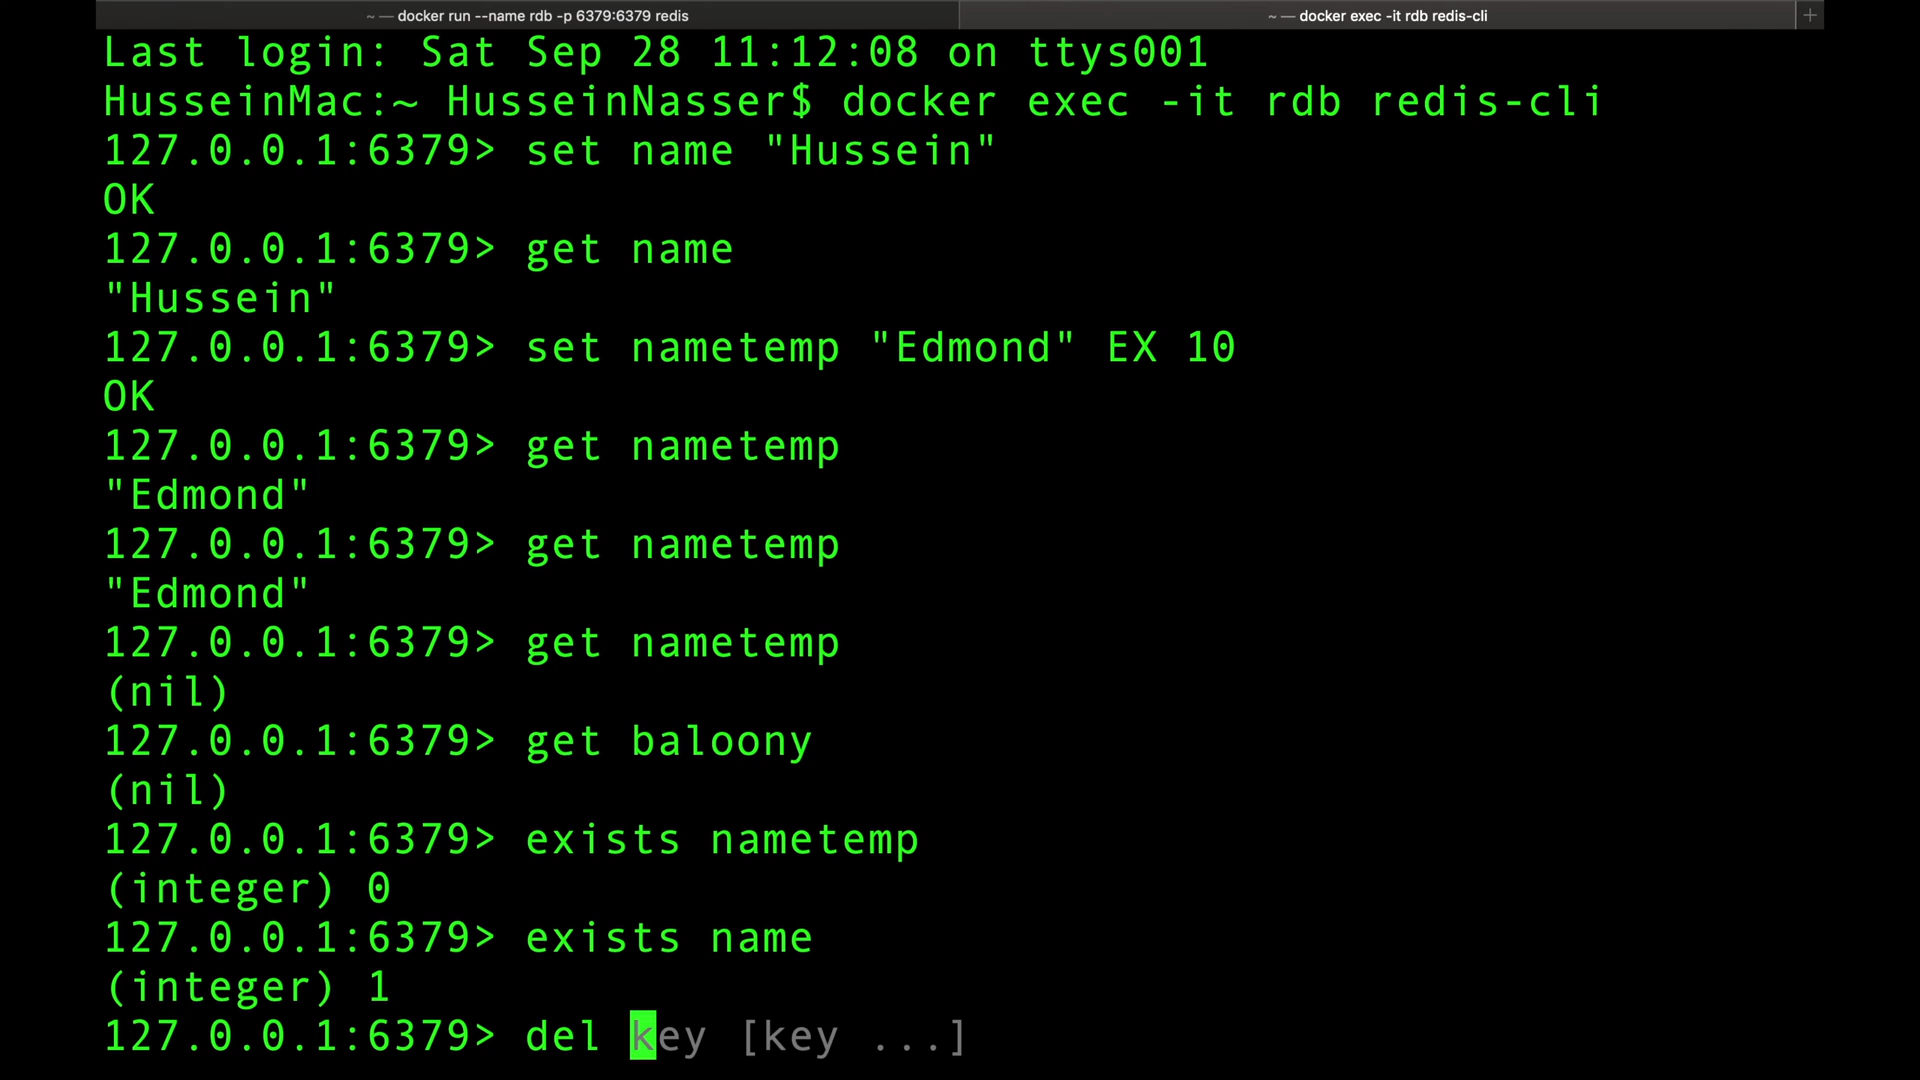 ~ — docker run --name rdb -p 6379:6379 redis
~ — docker exec -it rdb redis-cli
Last login: Sat Sep 28 11:12:08 on ttys001
HusseinMac:~ HusseinNasser$ docker exec -it rdb redis-cli
127.0.0.1:6379> set name "Hussein"
OK
127.0.0.1:6379> get name
"Hussein"
127.0.0.1:6379> set nametemp "Edmond" EX 10
OK
127.0.0.1:6379> get nametemp
"Edmond"
127.0.0.1:6379> get nametemp
"Edmond"
127.0.0.1:6379> get nametemp
(nil)
127.0.0.1:6379> get baloony
(nil)
127.0.0.1:6379> exists nametemp
(integer) 0
127.0.0.1:6379> exists name
(integer) 1
127.0.0.1:6379> del key [key ...]